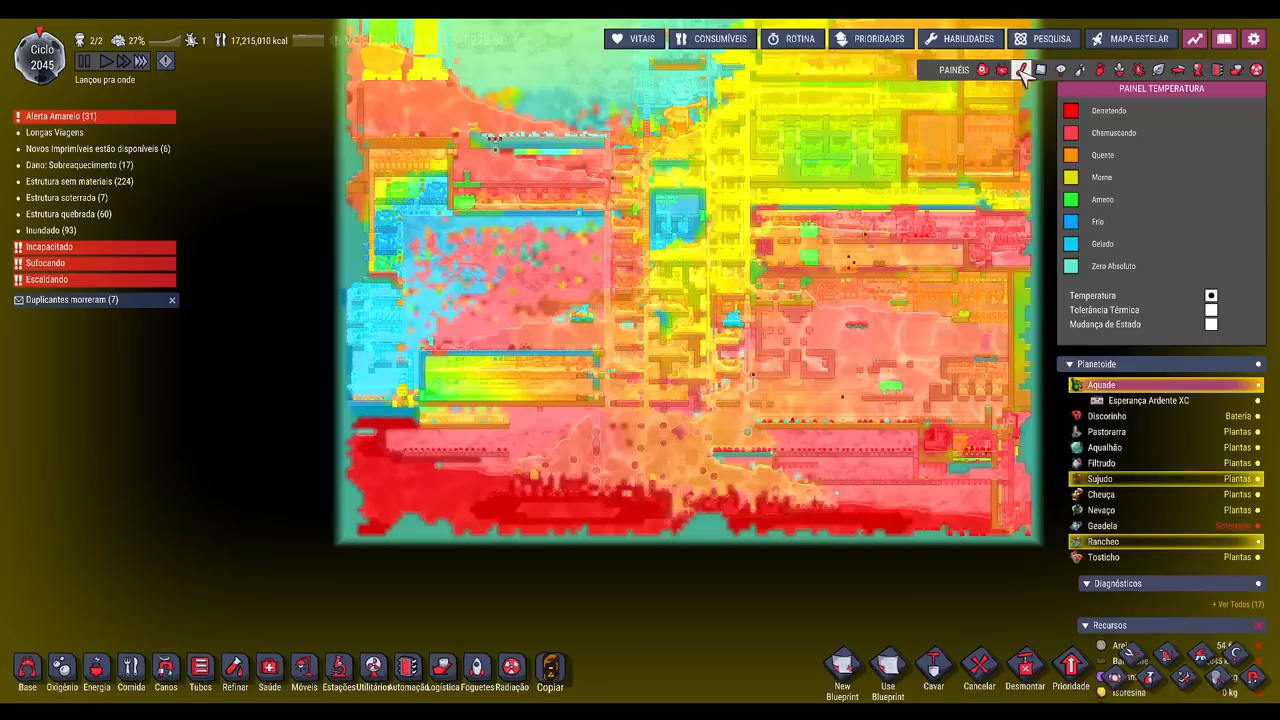 Ciclo
2045
2/2
27%
1
17,215,010 kcal
Lançou pra onde
VITAIS
CONSUMÍVEIS
ROTINA
PRIORIDADES
HABILIDADES
PESQUISA
MAPA ESTELAR
PAINÉIS
PAINEL TEMPERATURA
Derretendo
Chamuscando
Quente
Morno
Ameno
Frio
Gelado
Zero Absoluto
Temperatura
Tolerância Térmica
Mudança de Estado
Alerta Amarelo (31)
Longas Viagens
Novos Imprimíveis estão disponíveis (6)
Dano: Sobreaquecimento (17)
Estrutura sem materiais (224)
Estrutura soterrada (7)
Estrutura quebrada (60)
Inundado (93)
Incapacitado
Sufocando
Escaldando
Duplicantes morreram (7)
Planetoide
Aquade
Esperança Ardente XC
Discorinho Bateria
Pastorarra Plantas
Aqualhão Plantas
Filtrudo Plantas
Sujudo Plantas
Cheuça Plantas
Nevaço Plantas
Geadela Soterrado
Rancheo
Tosticho Plantas
Diagnósticos
+ Ver Todos (17)
Recursos
Isoresina 0 kg
Base
Oxigênio
Energia
Comida
Canos
Tubos
Refinar
Saúde
Móveis
Estações
Utilitários
Automação
Logística
Foguetes
Radiação
Copiar
New
Blueprint
Use
Blueprint
Cavar
Cancelar
Desmontar
Prioridade